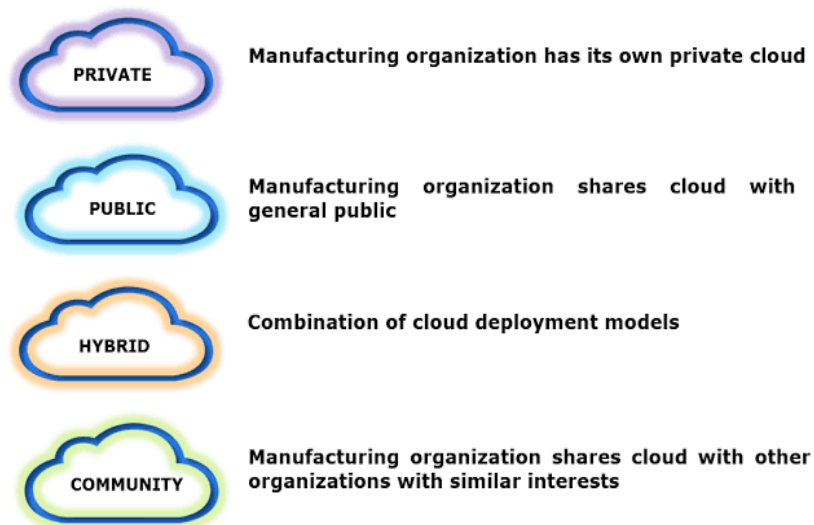 PRIVATE
Manufacturing organization has its own private cloud
PUBLIC
Manufacturing organization shares cloud with
general public
HYBRID
Combination of cloud deployment models
COMMUNITY
Manufacturing organization shares cloud with other
organizations with similar interests